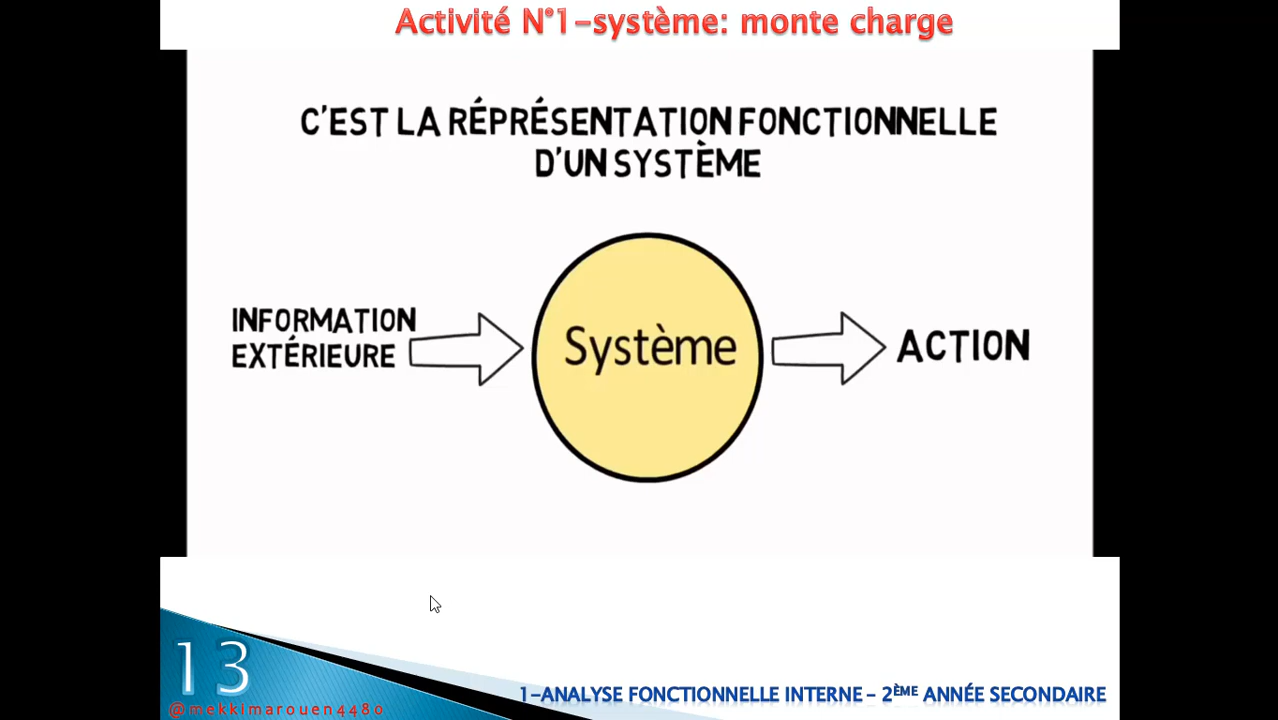 Activité N°1-système: monte charge
C'EST LA RÉPRÉSENTATION FONCTIONNELLE
D'UN SYSTÈME
INFORMATION
EXTÉRIEURE
Système
ACTION
13
@mekkimarouen4480
1-ANALYSE FONCTIONNELLE INTERNE - 2ÈME ANNÉE SECONDAIRE